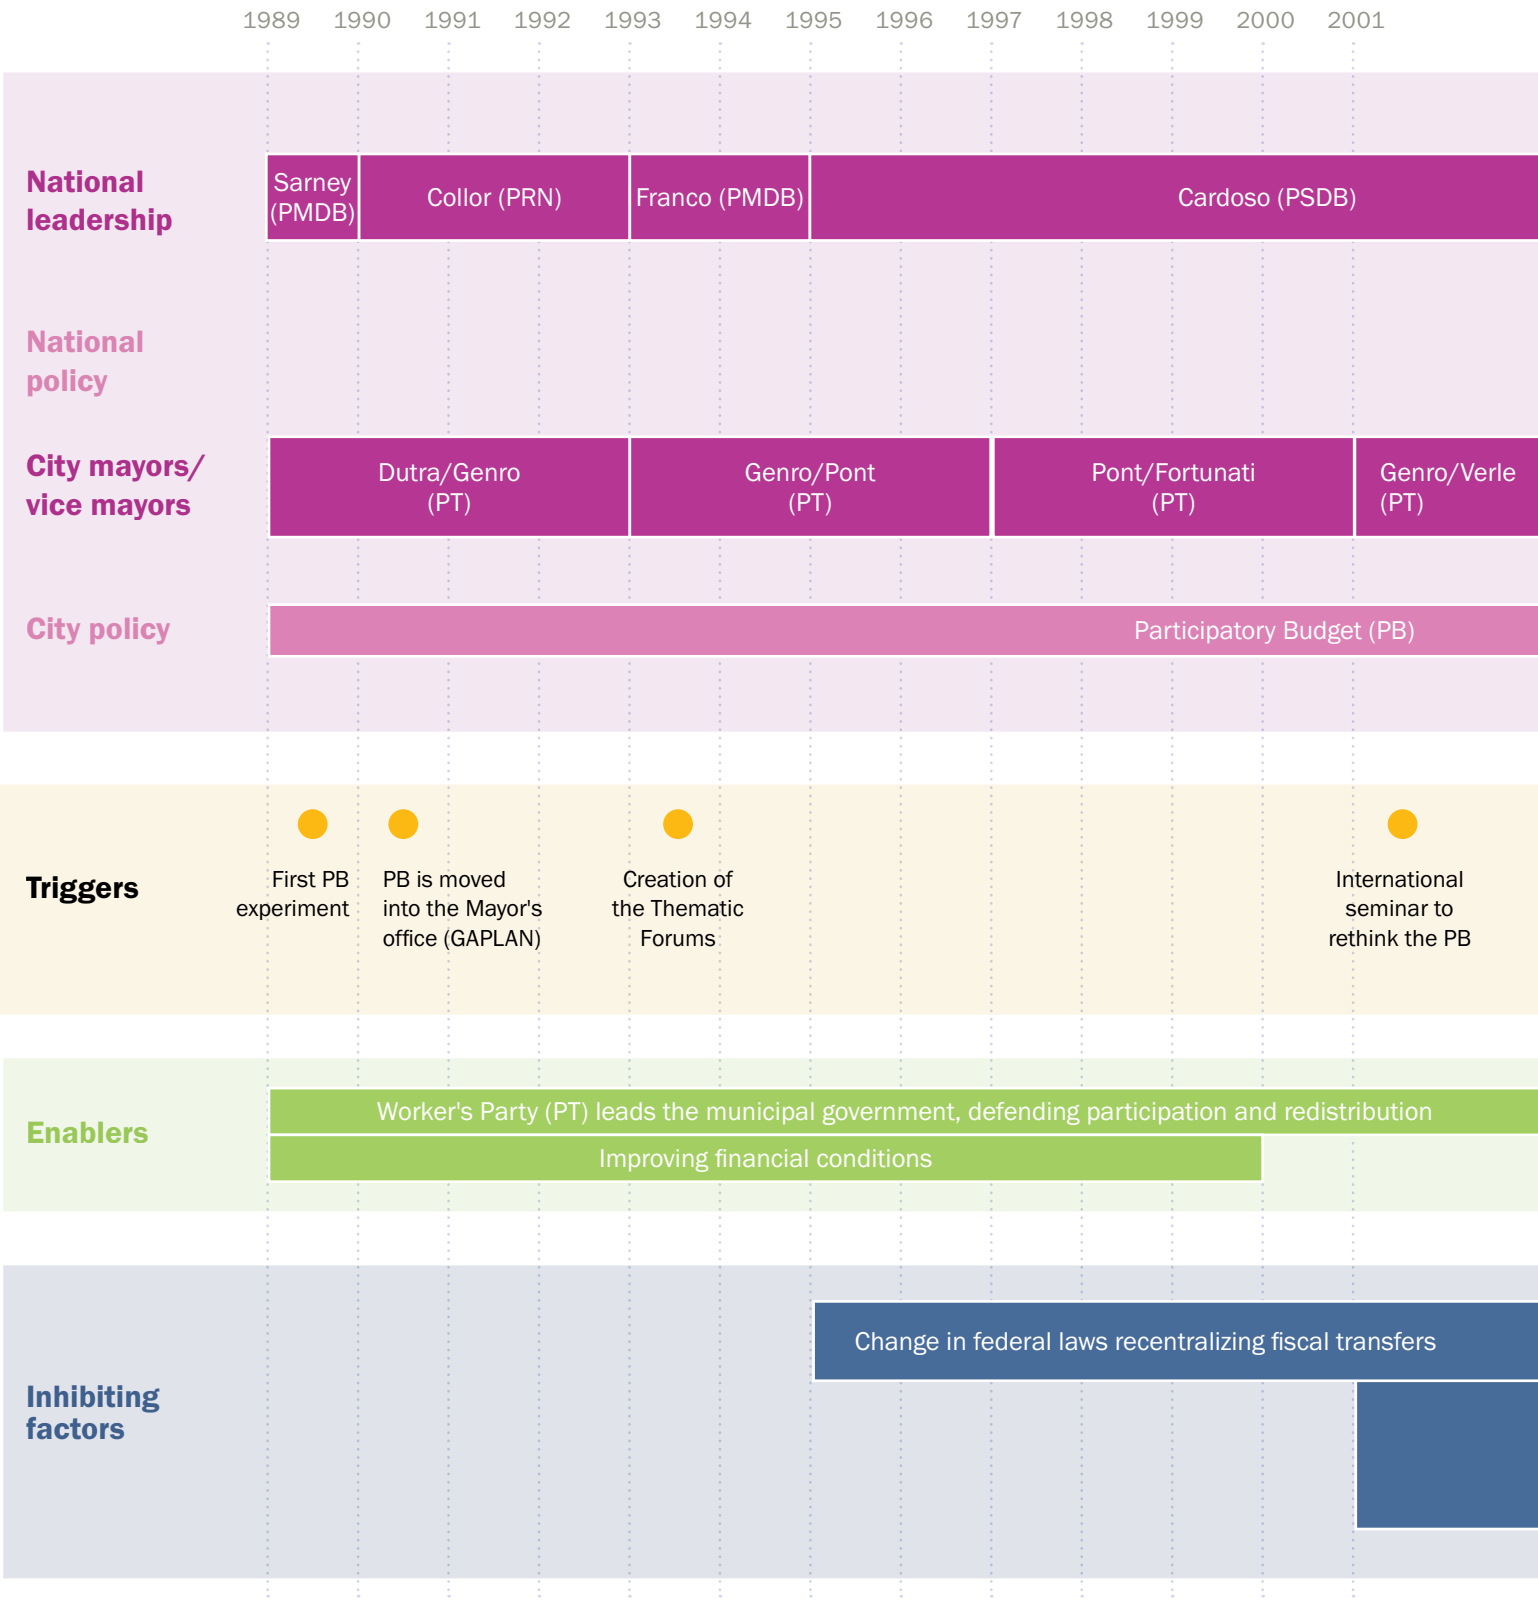 1989 1990 1991 1992 1993 1994 1995 1996 1997 1998 1999 2000 2001
National
leadership
Sarney
(PMDB)
Collor (PRN)
Franco (PMDB)
Cardoso (PSDB)
National
policy
City mayors/
vice mayors
Dutra/Genro
(PT)
Genro/Pont
(PT)
Pont/Fortunati
(PT)
Genro/Verle
(PT)
City policy
Participatory Budget (PB)
Triggers
First PB
experiment
PB is moved
into the Mayor's
office (GAPLAN)
Creation of
the Thematic
Forums
International
seminar to
rethink the PB
Enablers
Worker's Party (PT) leads the municipal government, defending participation and redistribution
Improving financial conditions
Inhibiting
factors
Change in federal laws recentralizing fiscal transfers